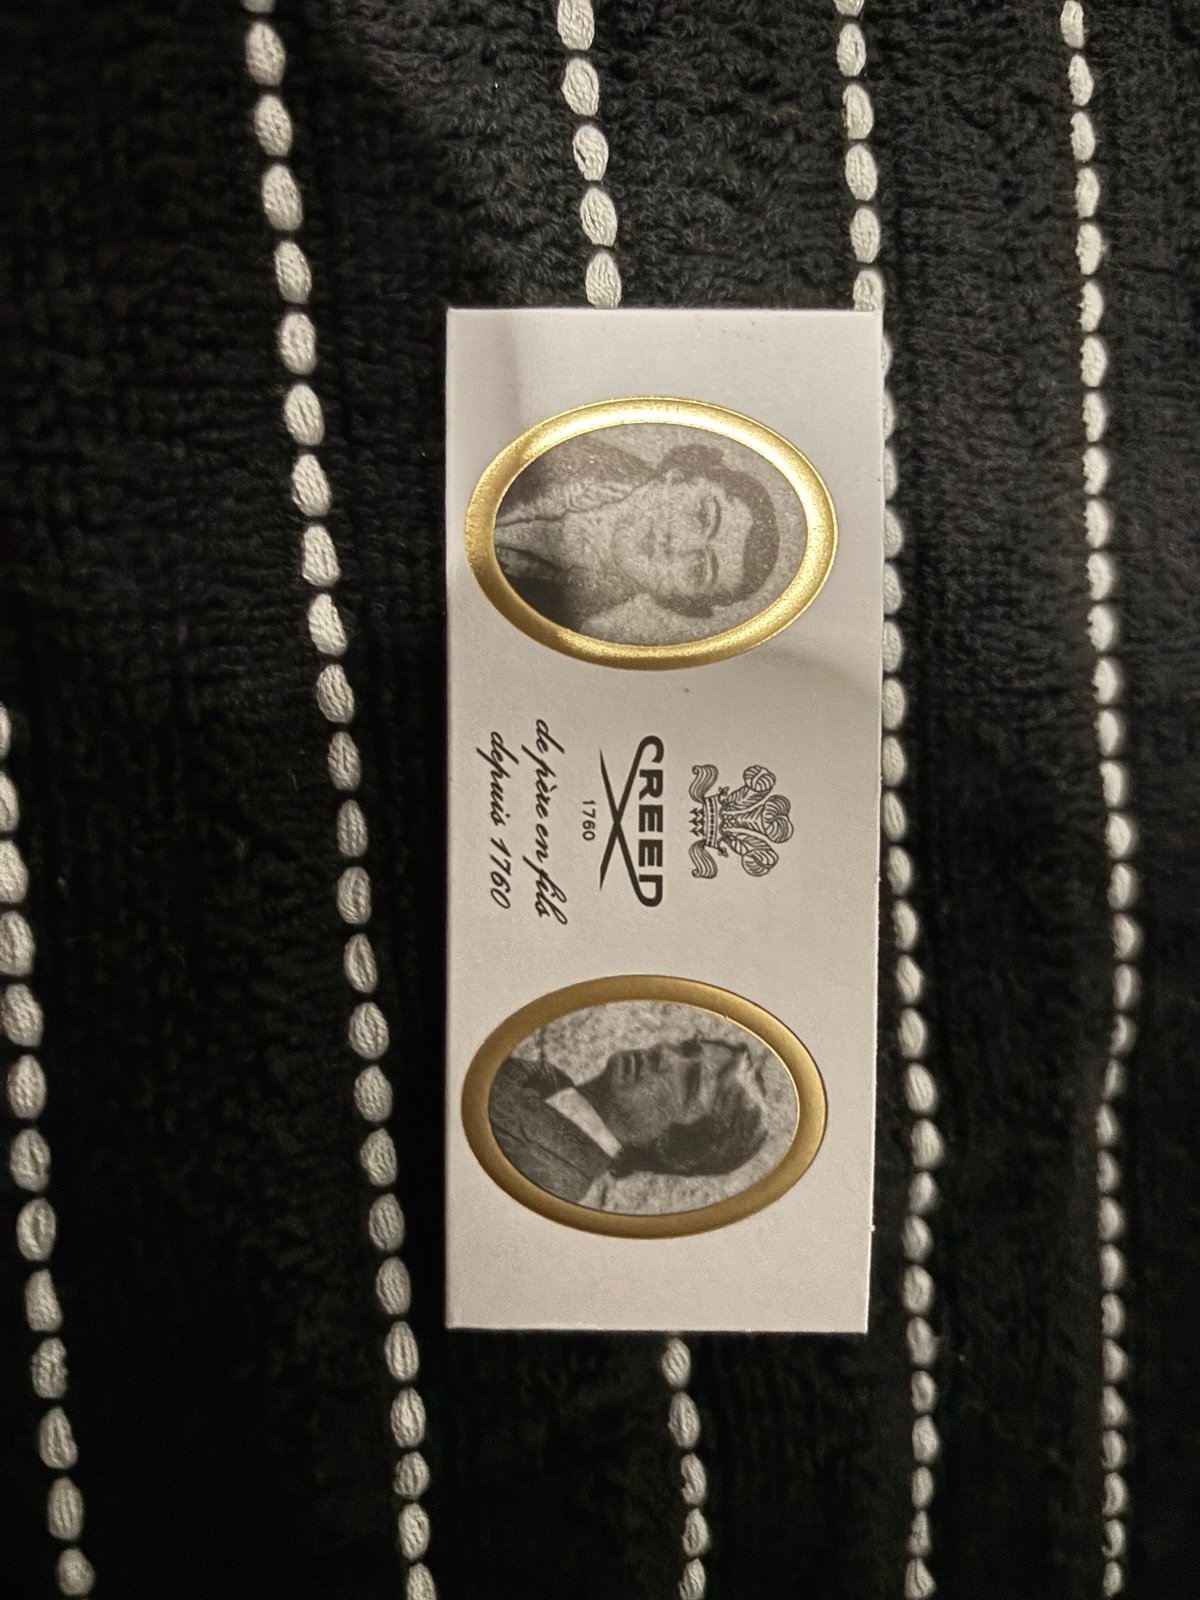 CREED
1760
de père en fils
depuis 1760